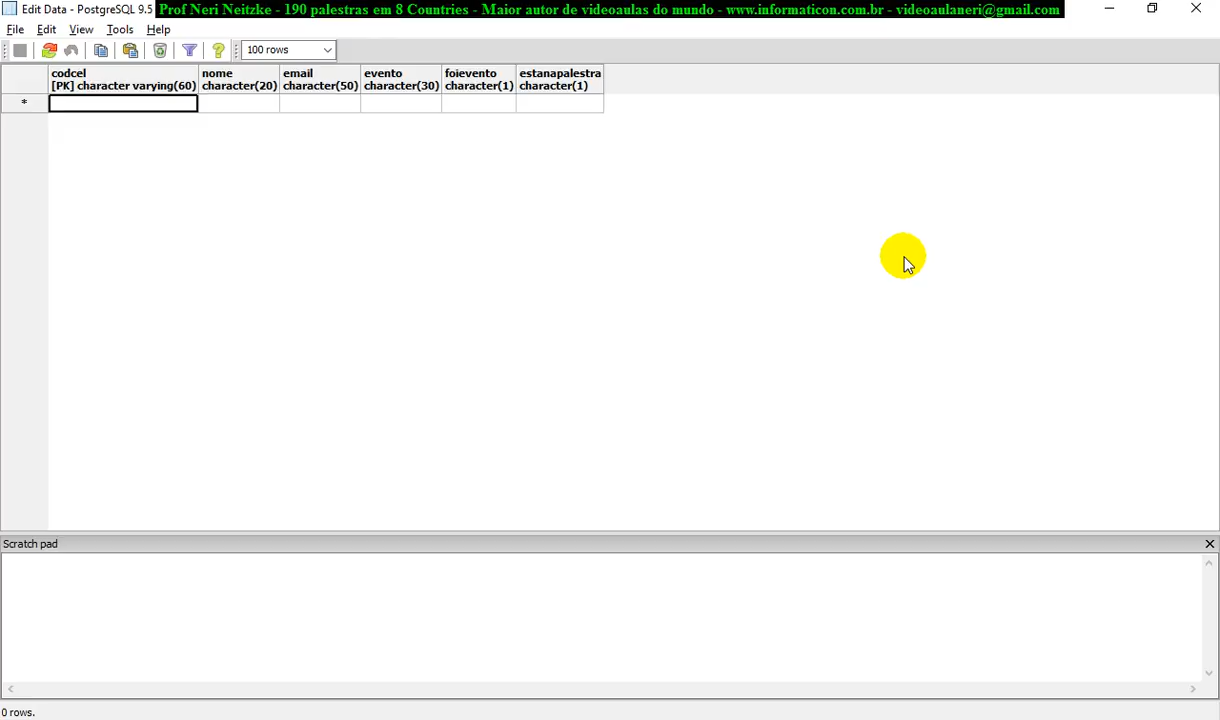 Edit Data - PostgreSQL 9.5 Prof Neri Neitzke - 190 palestras em 8 Countries - Maior autor de videoaulas do mundo - www.informaticon.com.br - videoaulaneri@gmail.com
File Edit View Tools Help
100 rows
codcel nome email evento foievento estanapalestra
[PK] character varying(60) character(20) character(50) character(30) character(1) character(1)
*
Scratch pad
0 rows.